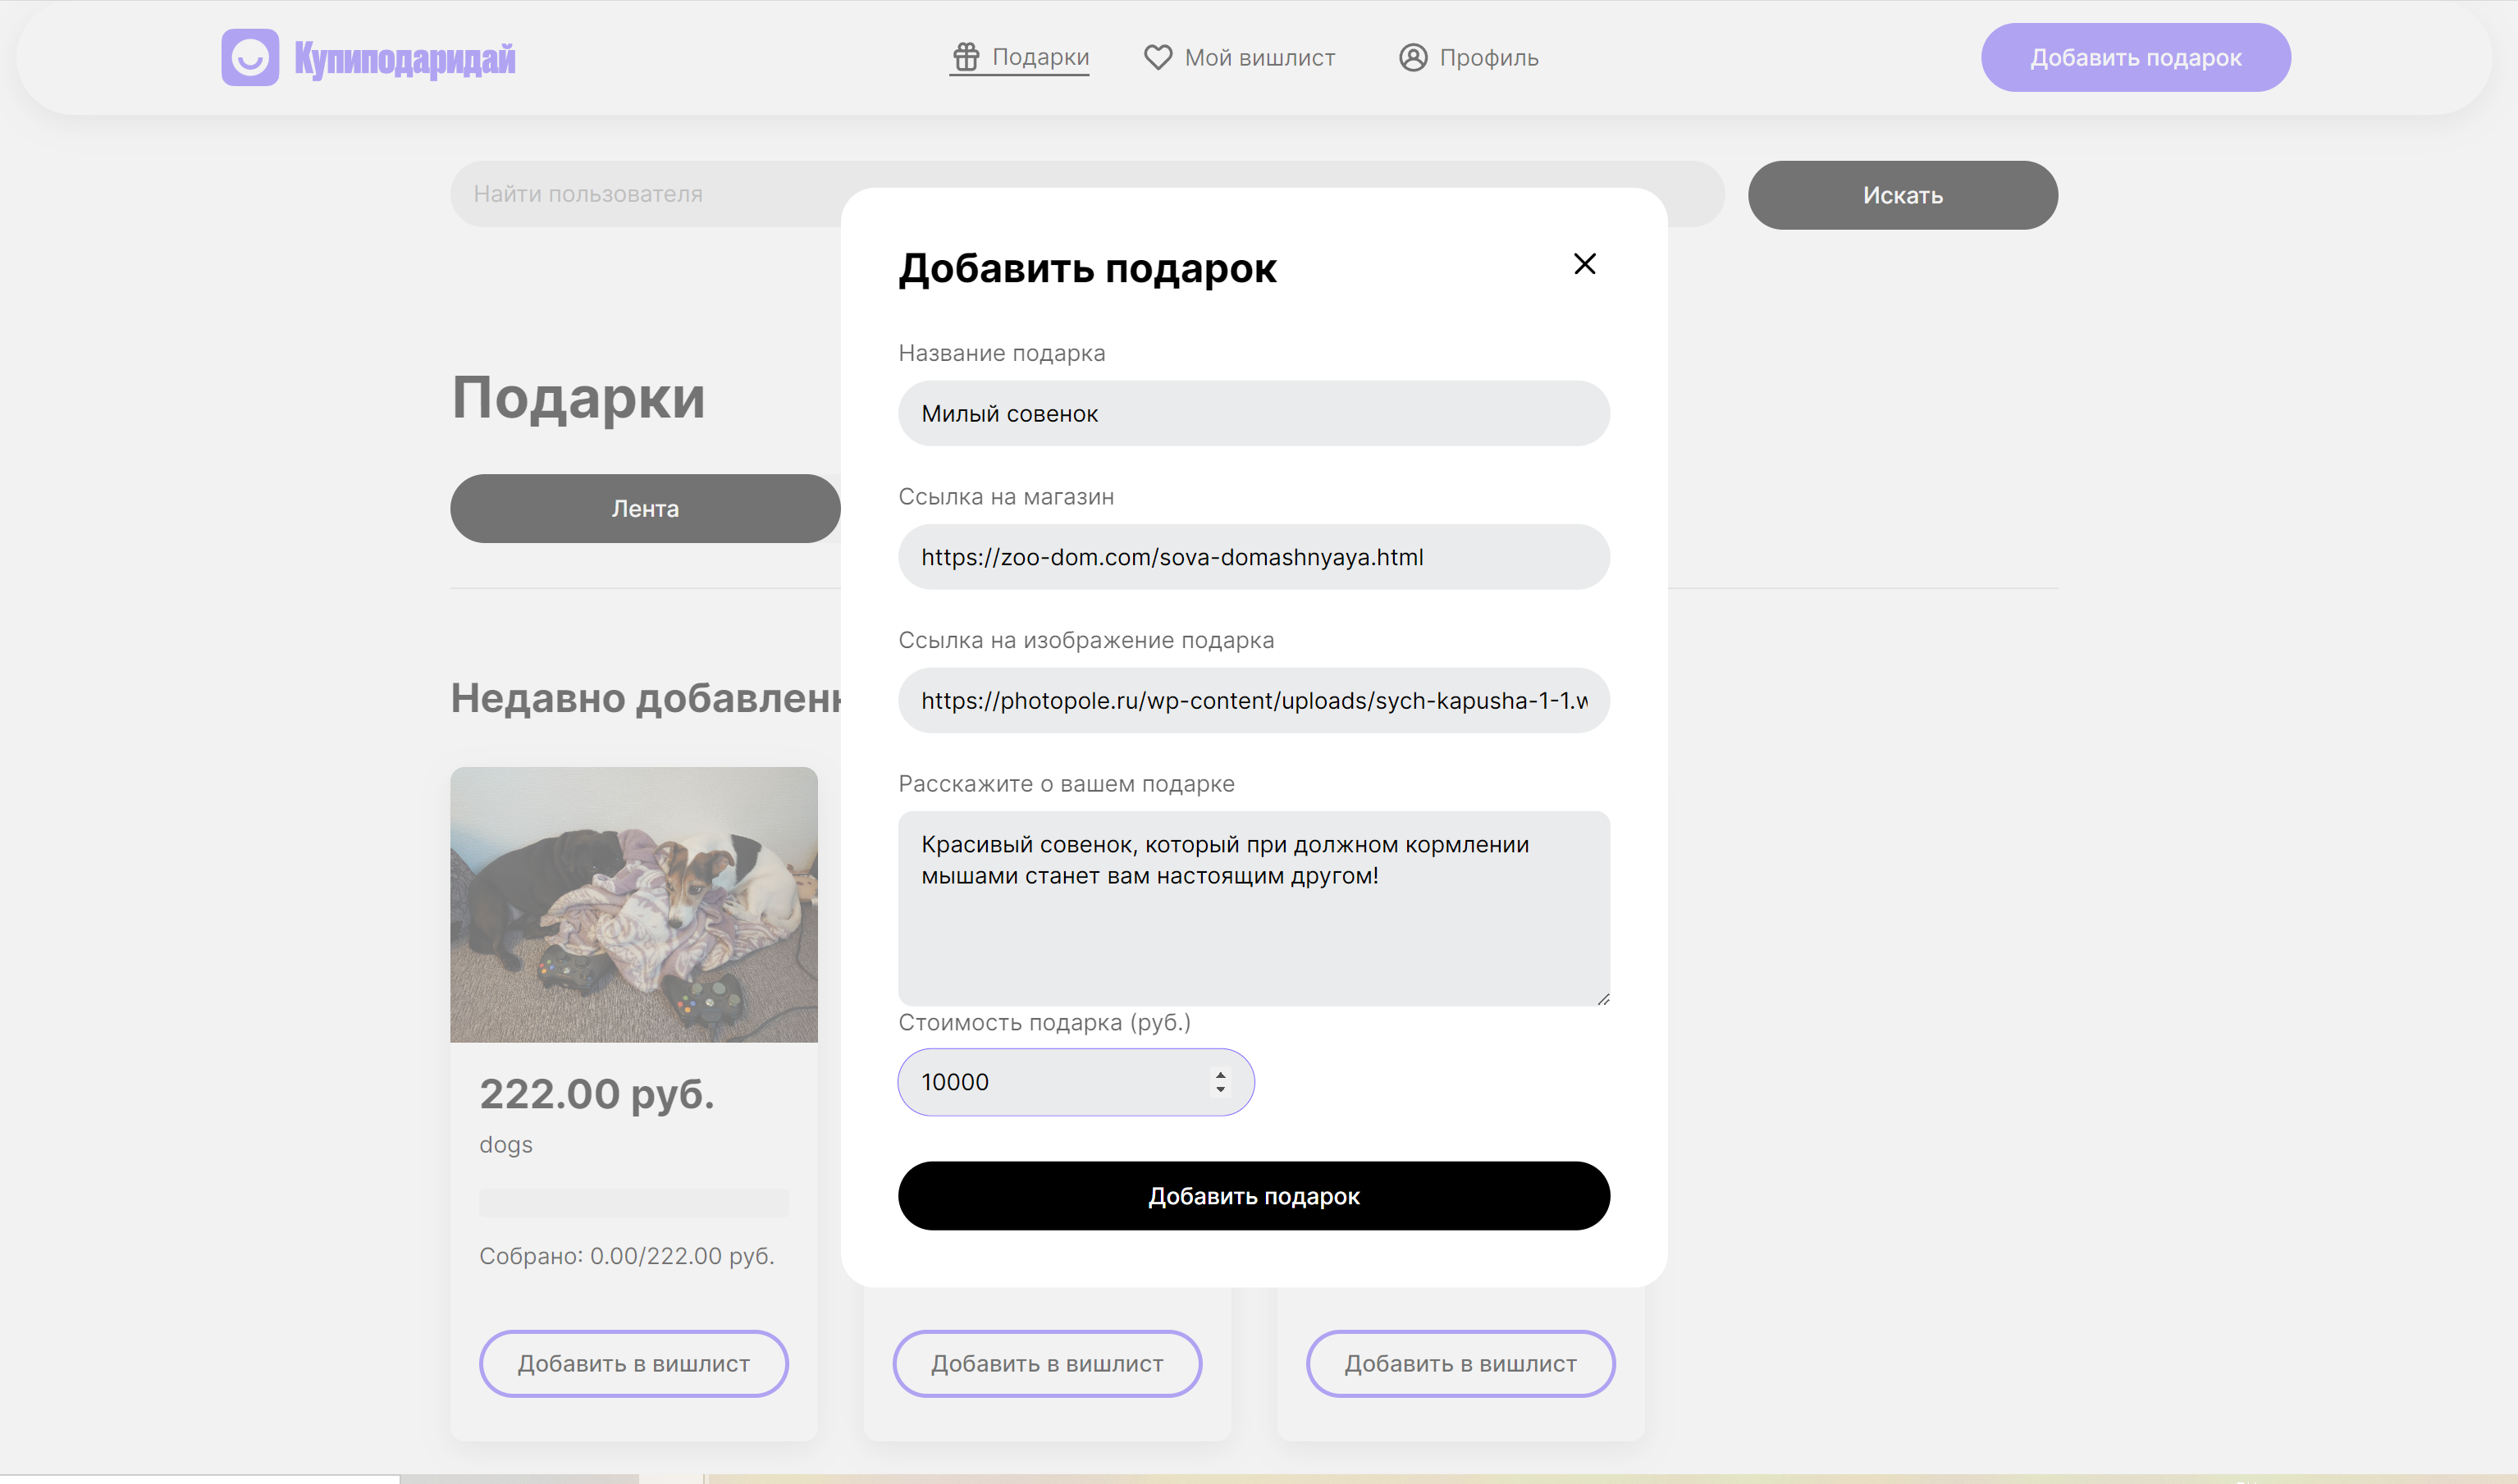 Купиподаридай
Подарки
Мой вишлист
Профиль
Добавить подарок
Найти пользователя
Искать
Подарки
Лента
Недавно добавлен
Добавить подарок
Название подарка
Милый совенок
Ссылка на магазин
https://zoo-dom.com/sova-domashnyaya.html
Ссылка на изображение подарка
https://photopole.ru/wp-content/uploads/sych-kapusha-1-1.w
Расскажите о вашем подарке
Красивый совенок, который при должном кормлении
мышами станет вам настоящим другом!
Стоимость подарка (руб.)
10000
Добавить подарок
222.00 руб.
dogs
Собрано: 0.00/222.00 руб.
Добавить в вишлист
Добавить в вишлист
Добавить в вишлист